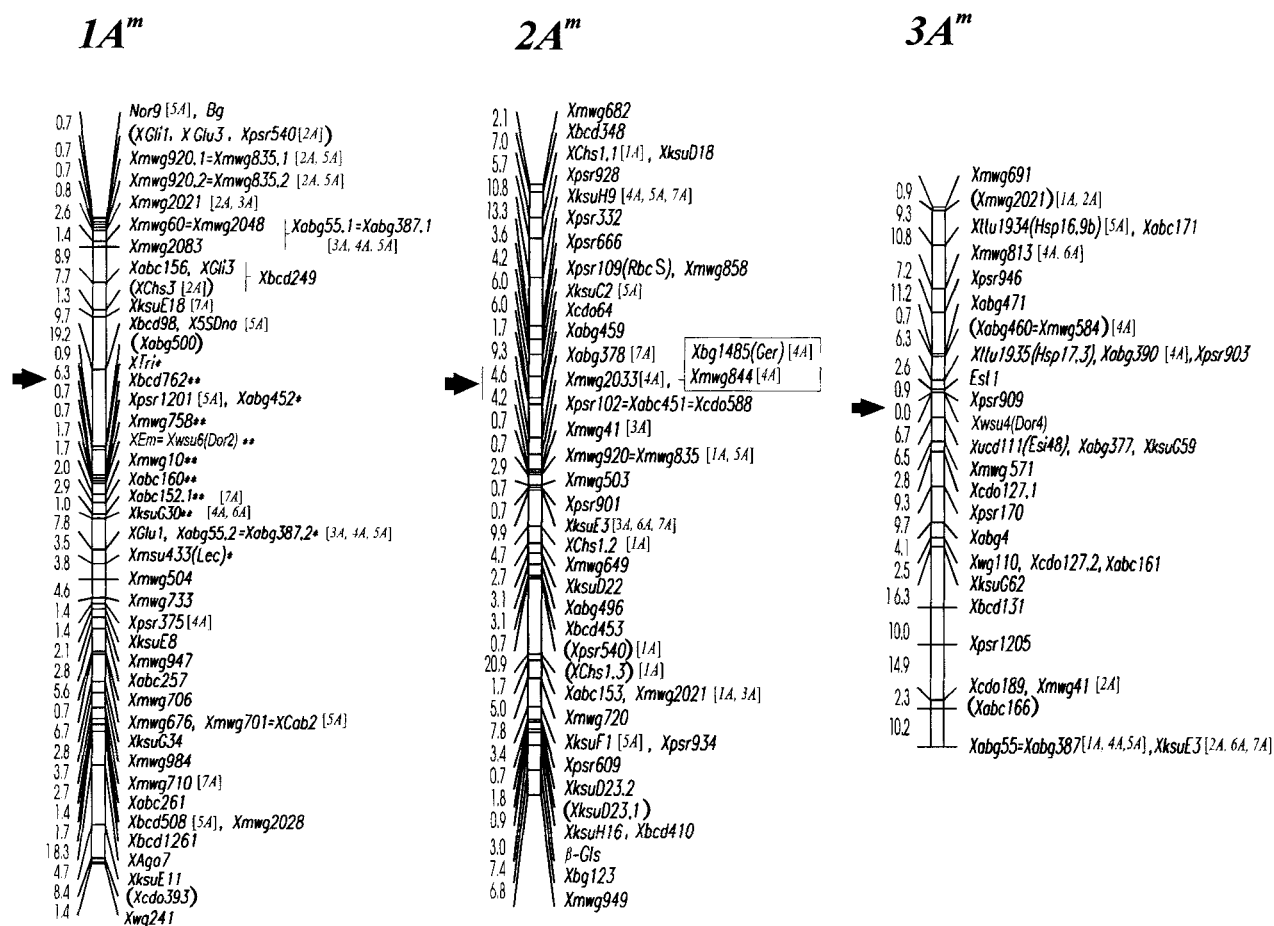 1Aᵐ
0.7
0.7
0.7
0.8
2.6
1.4
8.9
7.7
1.3
9.7
19.2
0.9
6.3
0.7
0.7
1.7
1.7
2.0
2.9
1.0
7.8
3.5
3.8
4.6
1.4
1.4
2.1
2.8
5.6
0.7
6.7
2.8
3.7
2.7
1.4
1.7
18.3
4.7
8.4
1.4
Nor9 [5A], Bg
(XGli1, XGlu3, Xpsr540 [2A])
Xmwg920.1=Xmwg835.1 [2A, 5A]
Xmwg920.2=Xmwg835.2 [2A, 5A]
Xmwg2021 [2A, 3A]
Xmwg60=Xmwg2048
Xabg55.1=Xabg387.1
[3A, 4A, 5A]
Xmwg2083
Xabc156, XGli3
Xbcd249
(XChs3 [2A])
XksuE18 [7A]
Xbcd98, X5SDna [5A]
(Xabg500)
XTri*
Xbcd762**
Xpsr1201 [5A], Xabg452*
Xmwg758**
XEm= Xwsu6(Dor2) **
Xmwg10**
Xabc160**
Xabc152.1** [7A]
XksuG30** [4A, 6A]
XGlu1, Xabg55.2=Xabg387.2* [3A, 4A, 5A]
Xmsu433(Lec)*
Xmwg504
Xmwg733
Xpsr375 [4A]
XksuE8
Xmwg947
Xabc257
Xmwg706
Xmwg676, Xmwg701=XCab2 [5A]
XksuG34
Xmwg984
Xmwg710 [7A]
Xabc261
Xbcd508 [5A], Xmwg2028
Xbcd1261
XAga7
XksuE11
(Xcdo393)
Xwg241
2Aᵐ
2.1
7.0
5.7
10.8
13.3
3.6
4.2
6.0
6.0
1.7
9.3
4.6
4.2
0.7
0.7
2.9
0.7
0.7
9.9
4.7
2.7
3.1
3.1
0.7
20.9
1.7
5.0
7.8
3.4
0.7
1.8
0.9
3.0
7.4
6.8
Xmwg682
Xbcd348
XChs1.1 [1A], XksuD18
Xpsr928
XksuH9 [4A, 5A, 7A]
Xpsr332
Xpsr666
Xpsr109(RbcS), Xmwg858
XksuC2 [5A]
Xcdo64
Xabg459
Xabg378 [7A]
Xbg1485(Ger) [4A]
Xmwg2033[4A],
Xmwg844 [4A]
Xpsr102=Xabc451=Xcdo588
Xmwg41 [3A]
Xmwg920=Xmwg835 [1A, 5A]
Xmwg503
Xpsr901
XksuE3 [3A, 6A, 7A]
XChs1.2 [1A]
Xmwg649
XksuD22
Xabg496
Xbcd453
(Xpsr540) [1A]
(XChs1.3) [1A]
Xabc153, Xmwg2021 [1A, 3A]
Xmwg720
XksuF1 [5A], Xpsr934
Xpsr609
XksuD23.2
(XksuD23.1)
XksuH16, Xbcd410
β-Gls
Xbg123
Xmwg949
3Aᵐ
0.9
9.3
10.8
7.2
11.2
0.7
6.3
2.6
0.9
0.0
6.7
6.5
2.8
9.3
9.7
4.1
2.5
16.3
10.0
14.9
2.3
10.2
Xmwg691
(Xmwg2021) [1A, 2A]
Xttu1934(Hsp16.9b) [5A], Xabc171
Xmwg813 [4A, 6A]
Xpsr946
Xabg471
(Xabg460=Xmwg584) [4A]
Xttu1935(Hsp17.3), Xabg390 [4A], Xpsr903
Est1
Xpsr909
Xwsu4(Dor4)
Xucd111(Esi48), Xabg377, XksuG59
Xmwg571
Xcdo127.1
Xpsr170
Xabg4
Xwg110, Xcdo127.2, Xabc161
XksuG62
Xbcd131
Xpsr1205
Xcdo189, Xmwg41 [2A]
(Xabc166)
Xabg55=Xabg387[1A, 4A,5A], XksuE3 [2A, 6A, 7A]